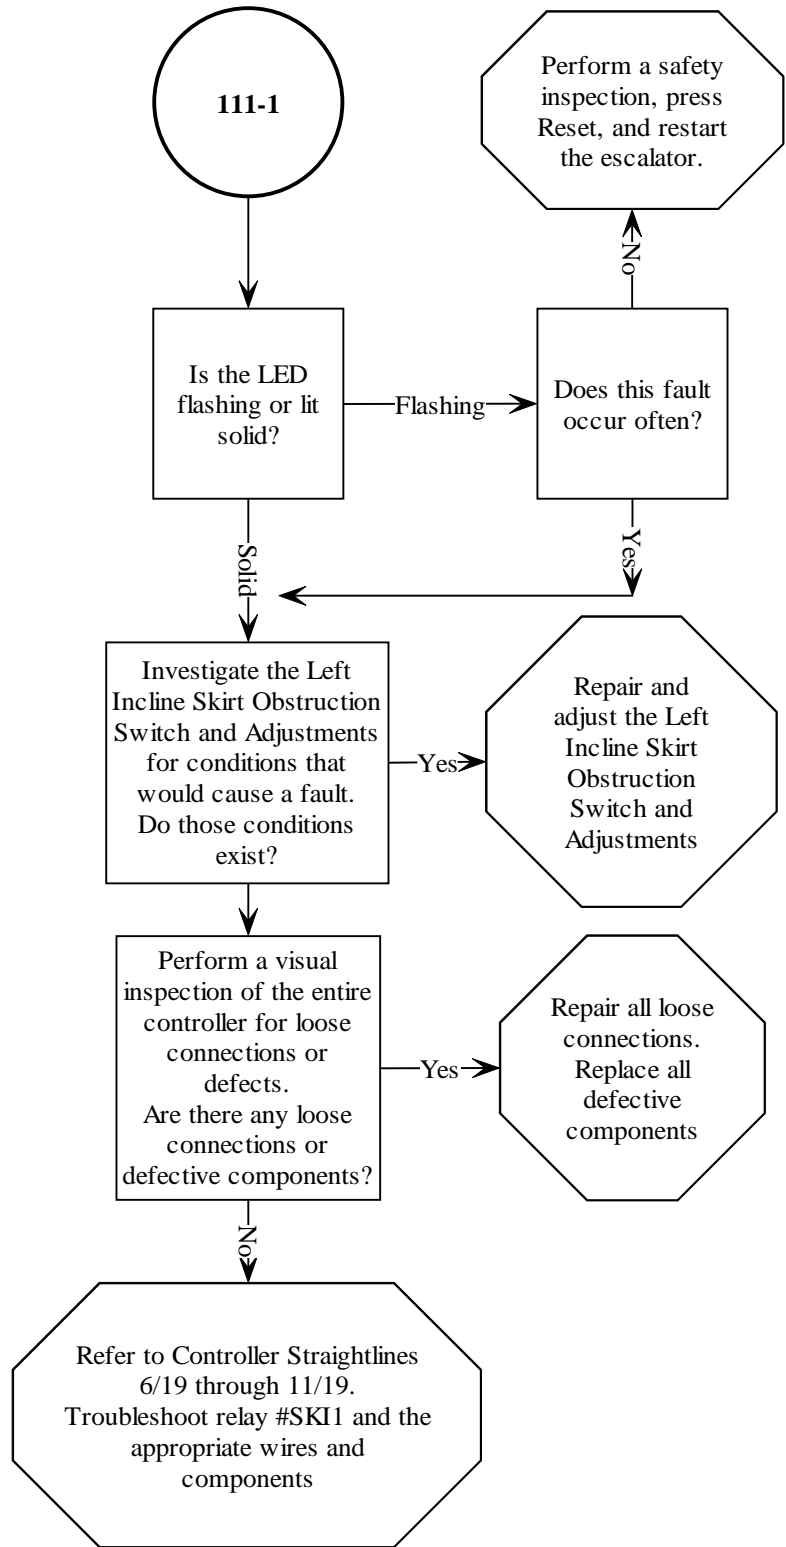 111-1
Perform a safety
inspection, press
Reset, and restart
the escalator.
No
Is the LED
flashing or lit
solid?
Flashing
Does this fault
occur often?
Solid
Yes
Investigate the Left
Incline Skirt Obstruction
Switch and Adjustments
for conditions that
would cause a fault.
Do those conditions
exist?
Yes
Repair and
adjust the Left
Incline Skirt
Obstruction
Switch and
Adjustments
Perform a visual
inspection of the entire
controller for loose
connections or
defects.
Are there any loose
connections or
defective components?
Yes
Repair all loose
connections.
Replace all
defective
components
No
Refer to Controller Straightlines
6/19 through 11/19.
Troubleshoot relay #SKI1 and the
appropriate wires and
components